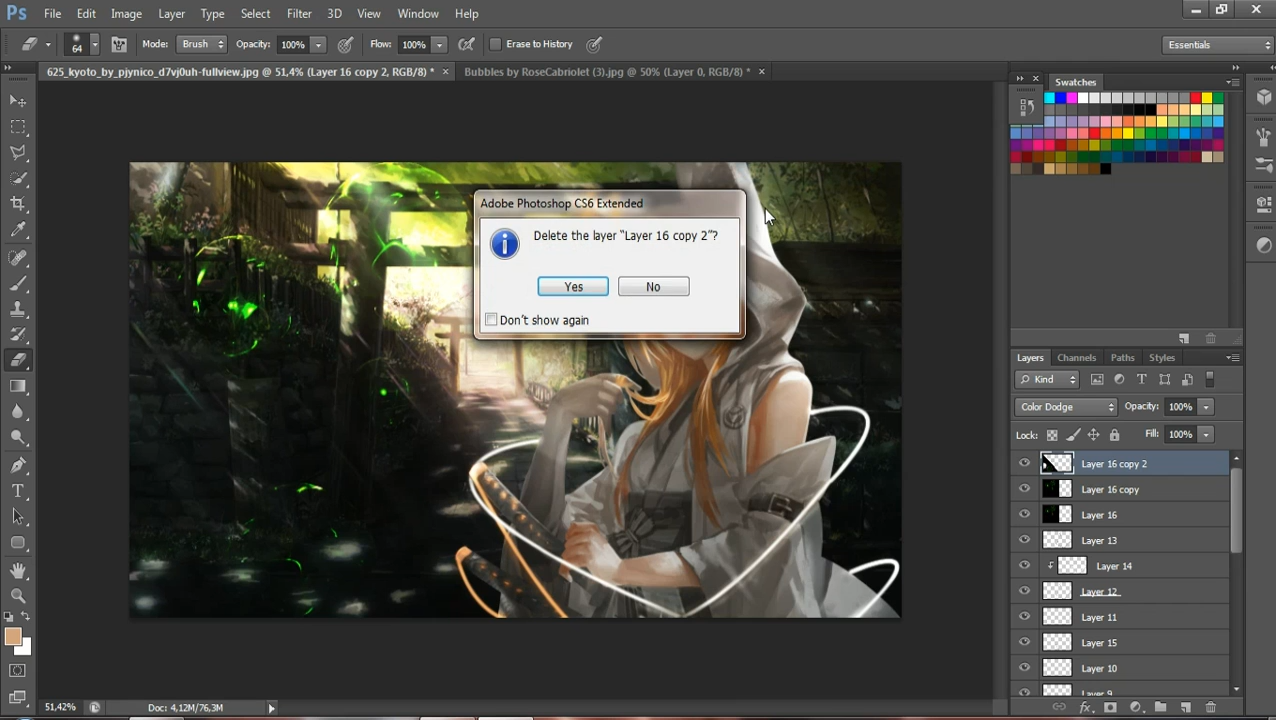 Ps File Edit Image Layer Type Select Filter 3D View Window Help
64 Mode: Brush Opacity: 100% Flow: 100% Erase to History Essentials
625_kyoto_by_pjynico_d7vj0uh-fullview.jpg @ 51,4% (Layer 16 copy 2, RGB/8) * × Bubbles by RoseCabriolet (3).jpg @ 50% (Layer 0, RGB/8) * ×
Swatches
Adobe Photoshop CS6 Extended
Delete the layer “Layer 16 copy 2”?
Yes No
Don't show again
Layers Channels Paths Styles
Kind
Color Dodge Opacity: 100%
Lock: Fill: 100%
Layer 16 copy 2
Layer 16 copy
Layer 16
Layer 13
Layer 14
Layer 12
Layer 11
Layer 15
Layer 10
Layer 9
51,42% Doc: 4,12M/76,3M